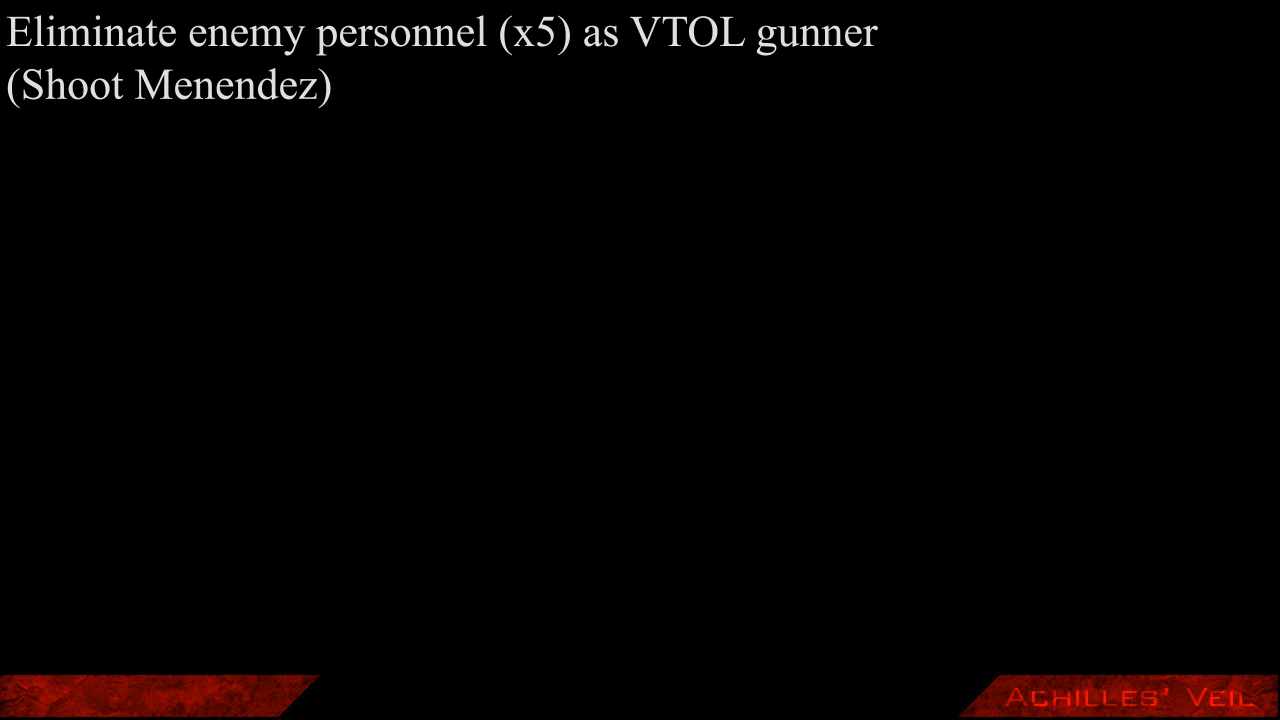 Eliminate enemy personnel (x5) as VTOL gunner
(Shoot Menendez)
Achilles' Veil